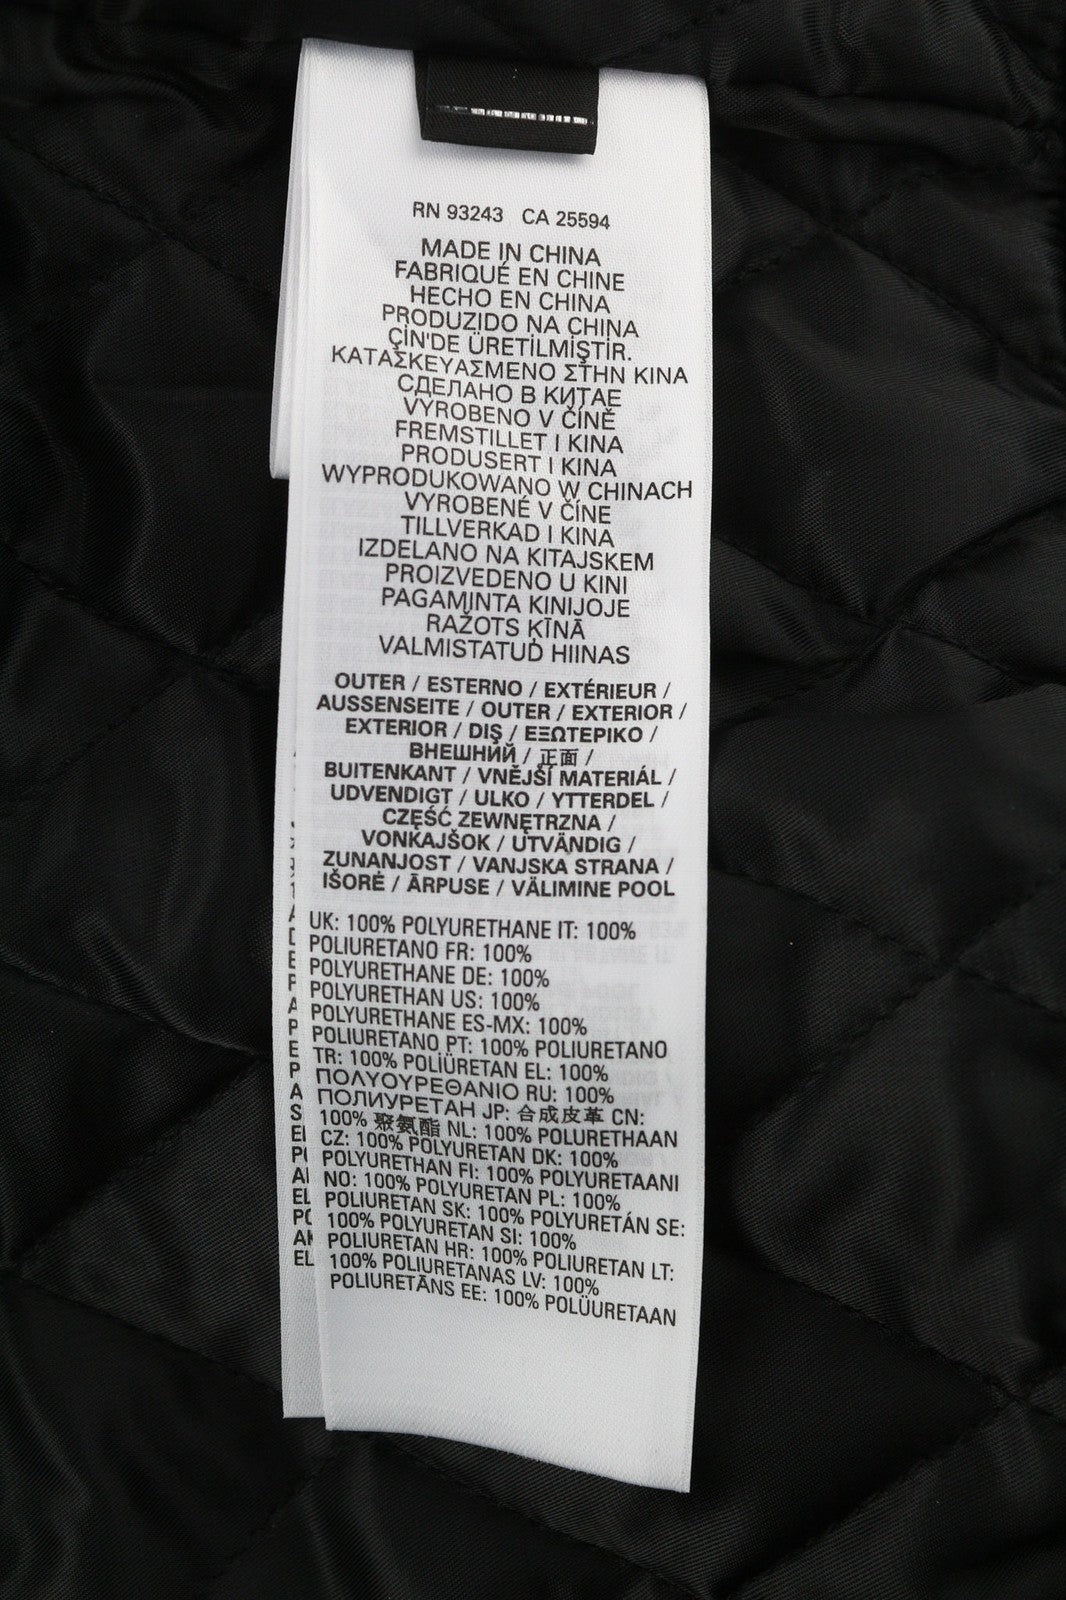 RN 93243 CA 25594
MADE IN CHINA
FABRIQUÉ EN CHINE
HECHO EN CHINA
PRODUZIDO NA CHINA
ÇİN'DE ÜRETİLMİŞTİR.
ΚΑΤΑΣΚΕΥΑΣΜΕΝΟ ΣΤΗΝ ΚΙΝΑ
СДЕЛАНО В КИТАЕ
VYROBENO V ČÍNĚ
FREMSTILLET I KINA
PRODUSERT I KINA
WYPRODUKOWANO W CHINACH
VYROBENÉ V ČÍNE
TILLVERKAD I KINA
IZDELANO NA KITAJSKEM
PROIZVEDENO U KINI
PAGAMINTA KINIJOJE
RAŽOTS ĶĪNĀ
VALMISTATUD HIINAS
OUTER / ESTERNO / EXTÉRIEUR /
AUSSENSEITE / OUTER / EXTERIOR /
EXTERIOR / DIŞ / ΕΞΩΤΕΡΙΚΟ /
ВНЕШНИЙ / 正面 /
BUITENKANT / VNĚJŠÍ MATERIÁL /
UDVENDIGT / ULKO / YTTERDEL /
CZĘŚĆ ZEWNĘTRZNA /
VONKAJŠOK / UTVÄNDIG /
ZUNANJOST / VANJSKA STRANA /
IŠORĖ / ĀRPUSE / VÄLIMINE POOL
UK: 100% POLYURETHANE IT: 100%
POLIURETANO FR: 100%
POLYURETHANE DE: 100%
POLYURETHAN US: 100%
POLYURETHANE ES-MX: 100%
POLIURETANO PT: 100% POLIURETANO
TR: 100% POLİÜRETAN EL: 100%
ΠΟΛΥΟΥΡΕΘΑΝΙΟ RU: 100%
ПОЛИУРЕТАН JP: 合成皮革 CN:
100% 聚氨酯 NL: 100% POLURETHAAN
CZ: 100% POLYURETAN DK: 100%
POLYURETHAN FI: 100% POLYURETAANI
NO: 100% POLYURETAN PL: 100%
POLIURETAN SK: 100% POLYURETÁN SE:
100% POLYURETAN SI: 100%
POLIURETAN HR: 100% POLIURETAN LT:
100% POLIURETANAS LV: 100%
POLIURETĀNS EE: 100% POLÜURETAAN